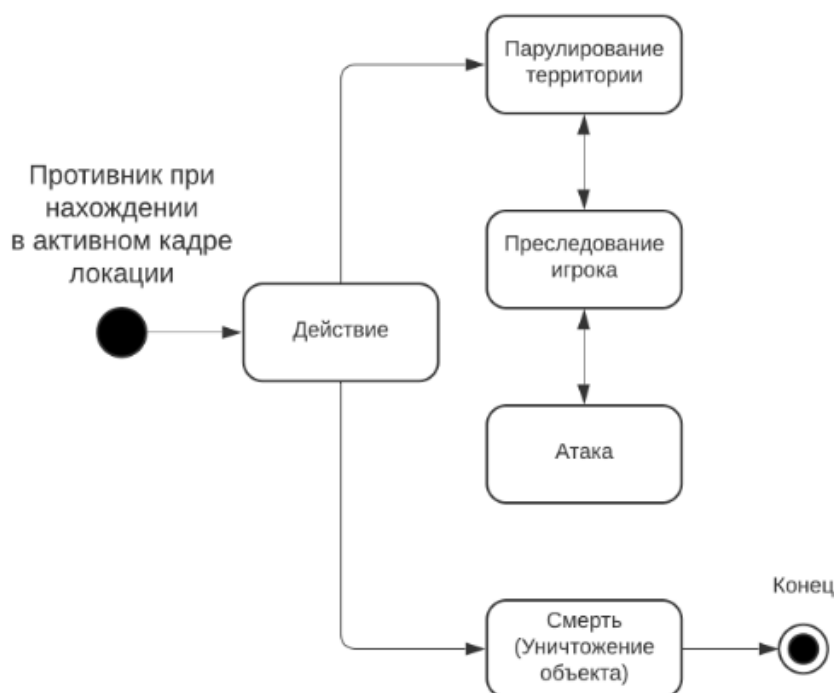 Парулирование
территории
Противник при
нахождении
в активном кадре
локации
Преследование
игрока
Действие
Атака
Конец
Смерть
(Уничтожение
объекта)